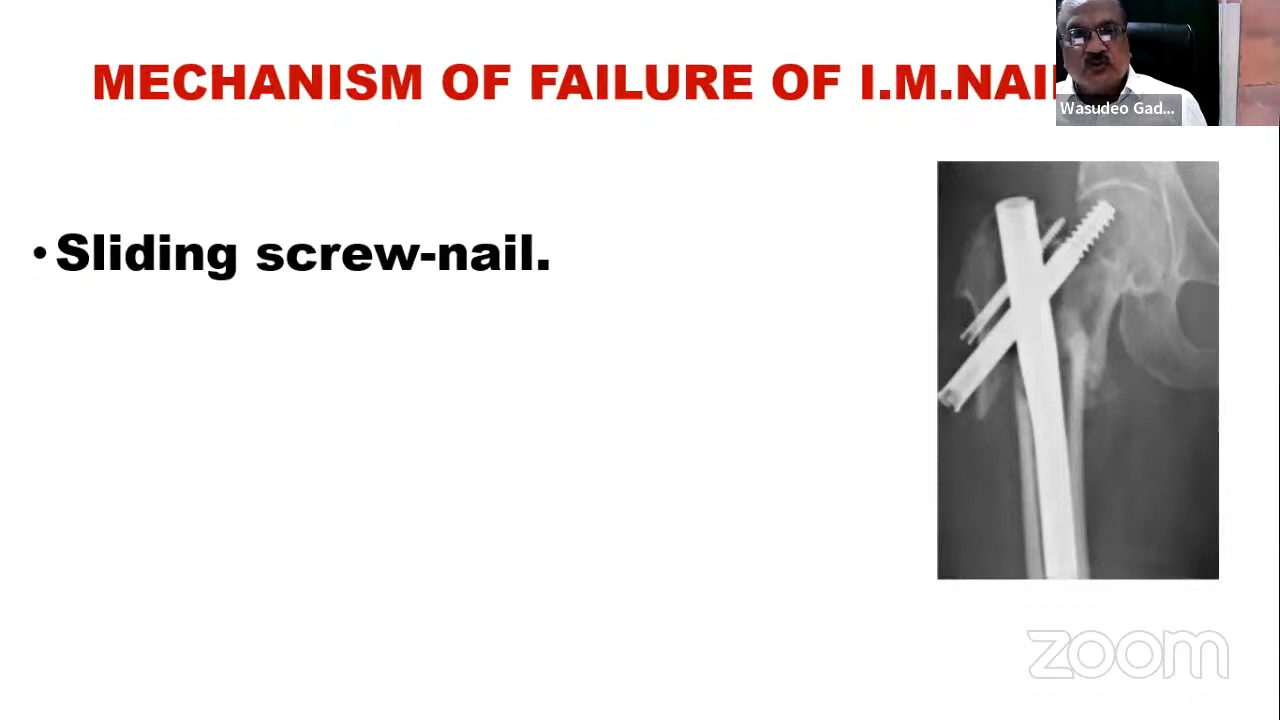 MECHANISM OF FAILURE OF I.M.NAI
Wasudeo Gad...
• Sliding screw-nail.
zoom